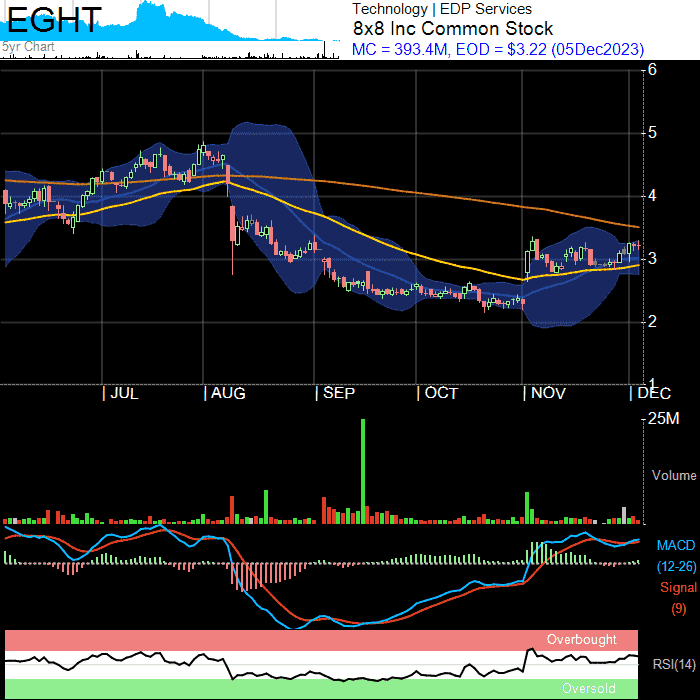 EGHT
5yr Chart
Technology | EDP Services
8x8 Inc Common Stock
MC = 393.4M, EOD = $3.22 (05Dec2023)
6
5
4
3
2
1
| JUL | AUG | SEP | OCT | NOV | DEC
25M
Volume
MACD
(12-26)
Signal
(9)
Overbought
RSI(14)
Oversold